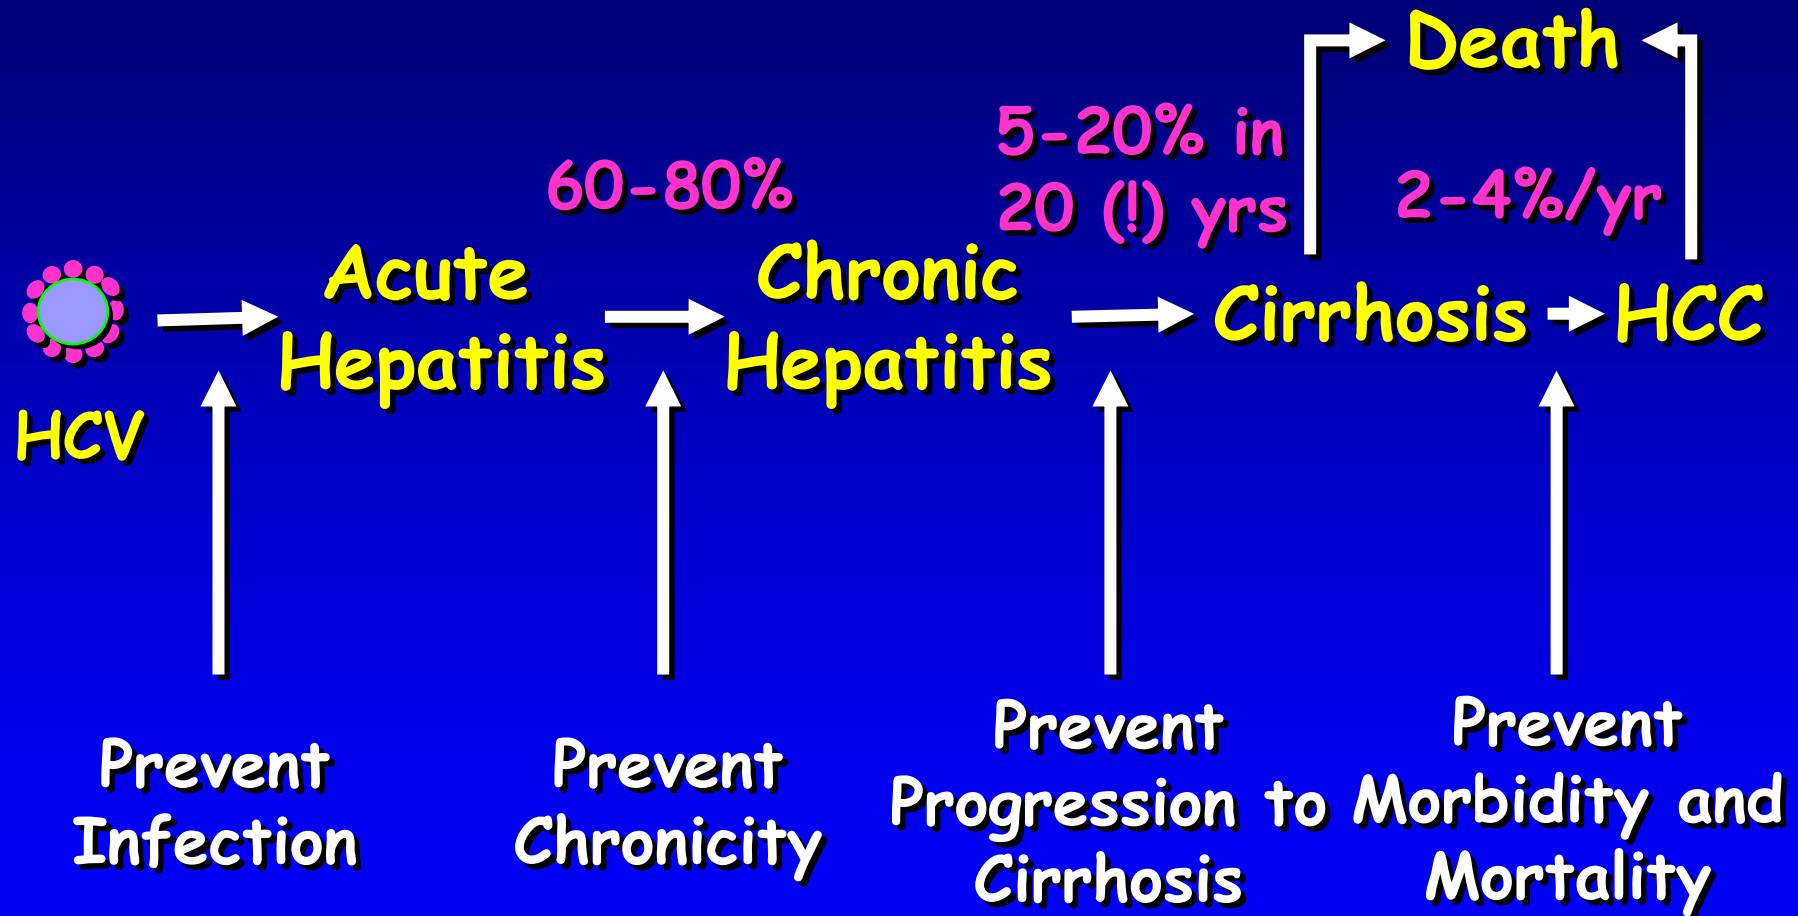 Death
5-20% in
20 (!) yrs
60-80%
2-4%/yr
HCV
Acute
Hepatitis
Chronic
Hepatitis
Cirrhosis
HCC
Prevent
Infection
Prevent
Chronicity
Prevent
Progression to
Cirrhosis
Prevent
Morbidity and
Mortality